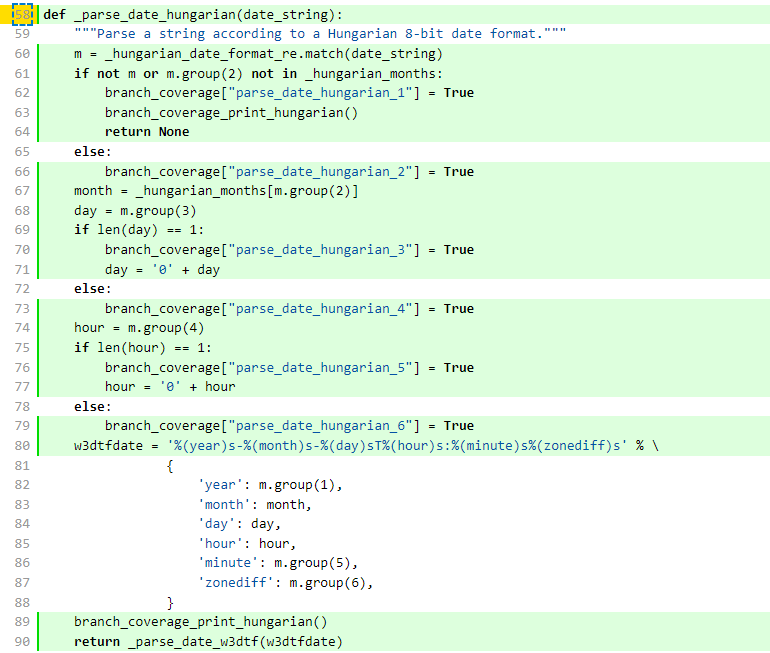 58 def _parse_date_hungarian(date_string):
59     """Parse a string according to a Hungarian 8-bit date format."""
60     m = _hungarian_date_format_re.match(date_string)
61     if not m or m.group(2) not in _hungarian_months:
62         branch_coverage["parse_date_hungarian_1"] = True
63         branch_coverage_print_hungarian()
64         return None
65     else:
66         branch_coverage["parse_date_hungarian_2"] = True
67     month = _hungarian_months[m.group(2)]
68     day = m.group(3)
69     if len(day) == 1:
70         branch_coverage["parse_date_hungarian_3"] = True
71         day = '0' + day
72     else:
73         branch_coverage["parse_date_hungarian_4"] = True
74     hour = m.group(4)
75     if len(hour) == 1:
76         branch_coverage["parse_date_hungarian_5"] = True
77         hour = '0' + hour
78     else:
79         branch_coverage["parse_date_hungarian_6"] = True
80     w3dtfdate = '%(year)s-%(month)s-%(day)sT%(hour)s:%(minute)s%(zonediff)s' % \
81                 {
82                     'year': m.group(1),
83                     'month': month,
84                     'day': day,
85                     'hour': hour,
86                     'minute': m.group(5),
87                     'zonediff': m.group(6),
88                 }
89     branch_coverage_print_hungarian()
90     return _parse_date_w3dtf(w3dtfdate)